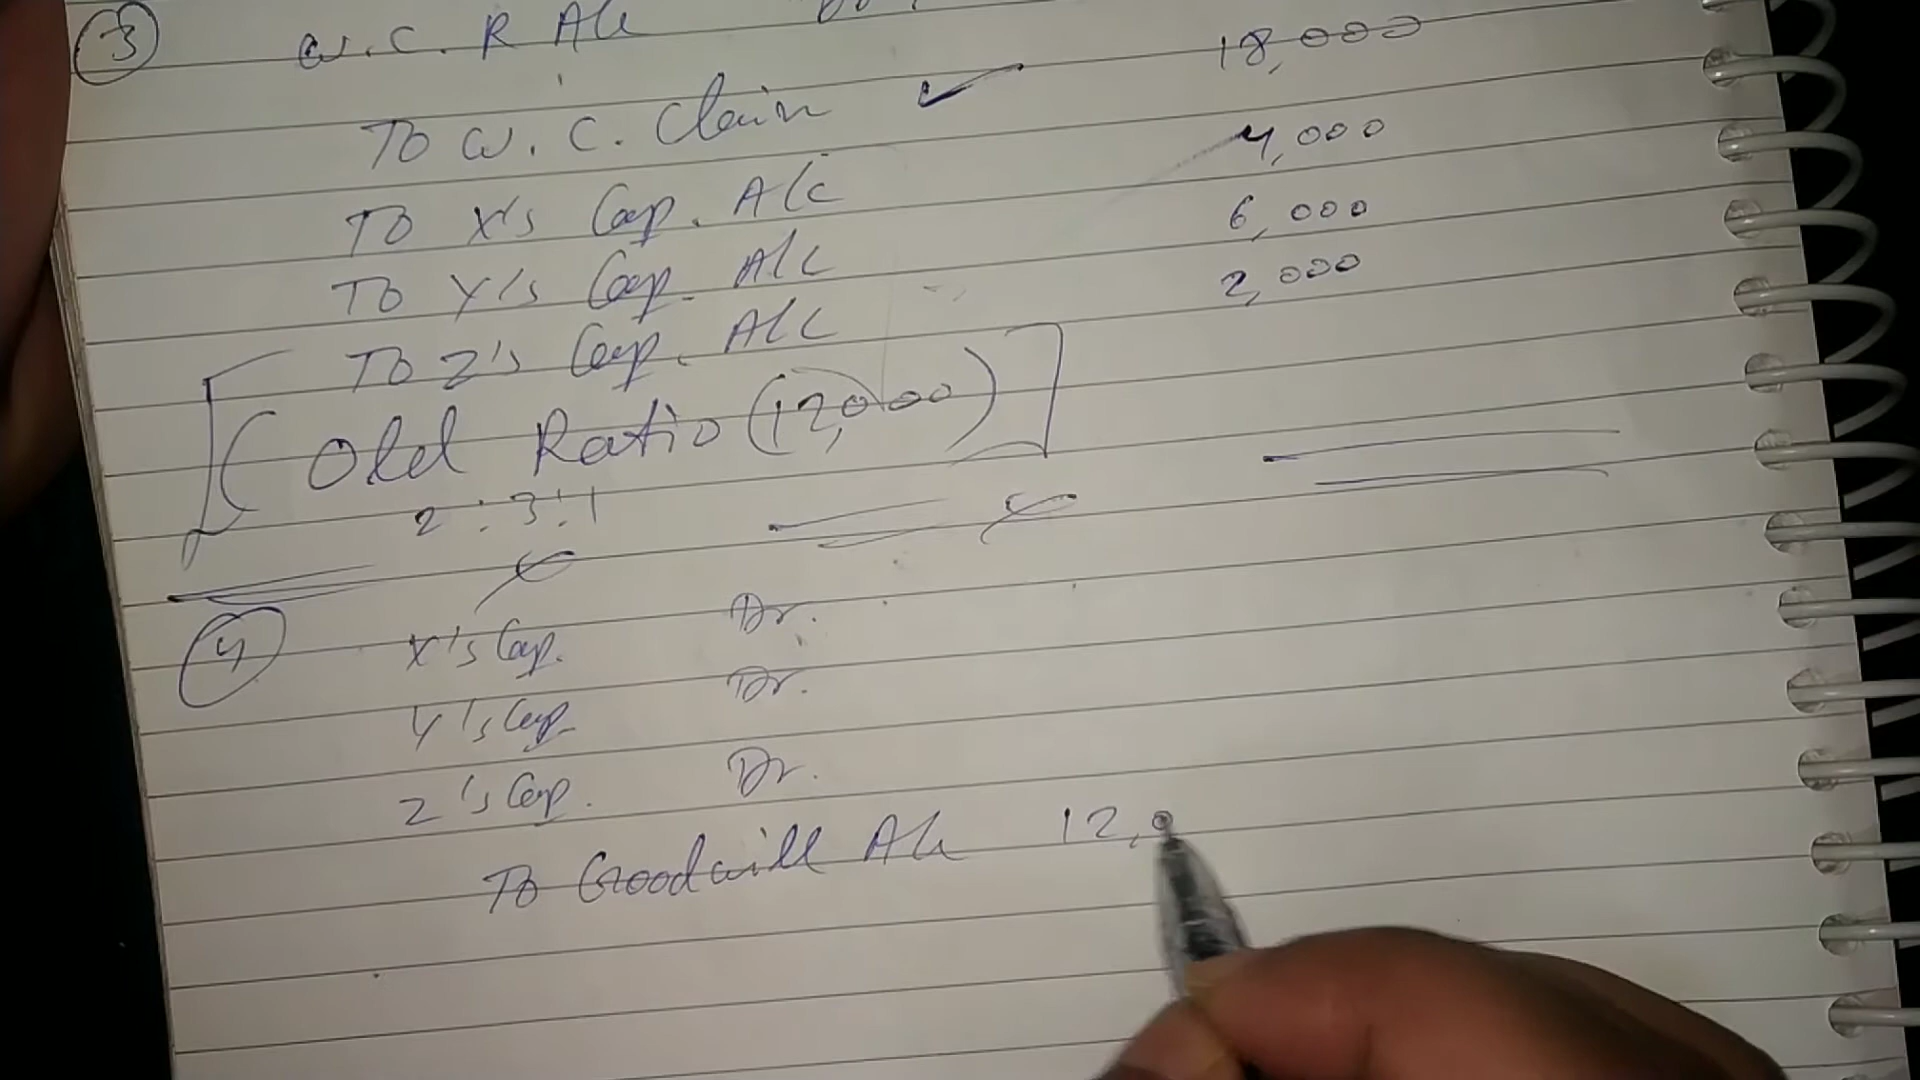 3 W.C.R A/c
To W.C. Claim ✓ 18,000
To X's Cap. A/c 4,000
To Y's Cap. A/c 6,000
To Z's Cap. A/c 2,000
[(Old Ratio (12,000)]
2:3:1
4 X's Cap. Dr.
Y's Cap. Dr.
Z's Cap. Dr.
To Goodwill A/c 12,0